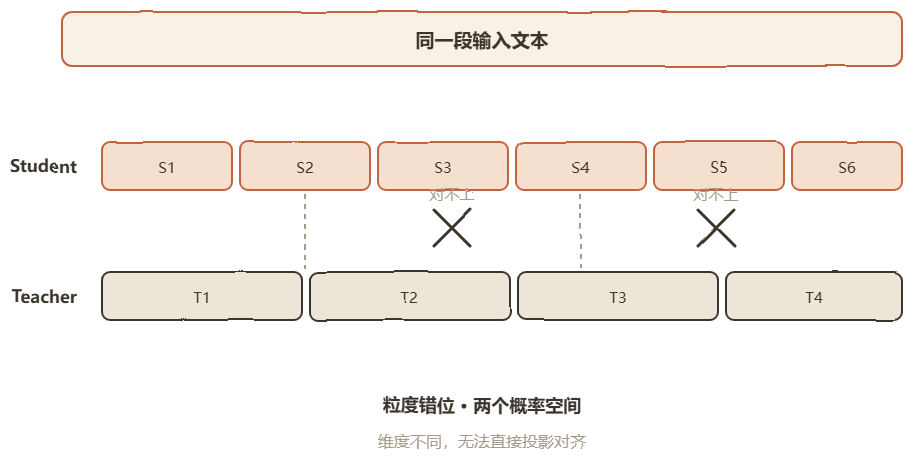 同一段输入文本
Student S1 S2 S3 S4 S5 S6
对不上 对不上
Teacher T1 T2 T3 T4
粒度错位·两个概率空间
维度不同，无法直接投影对齐